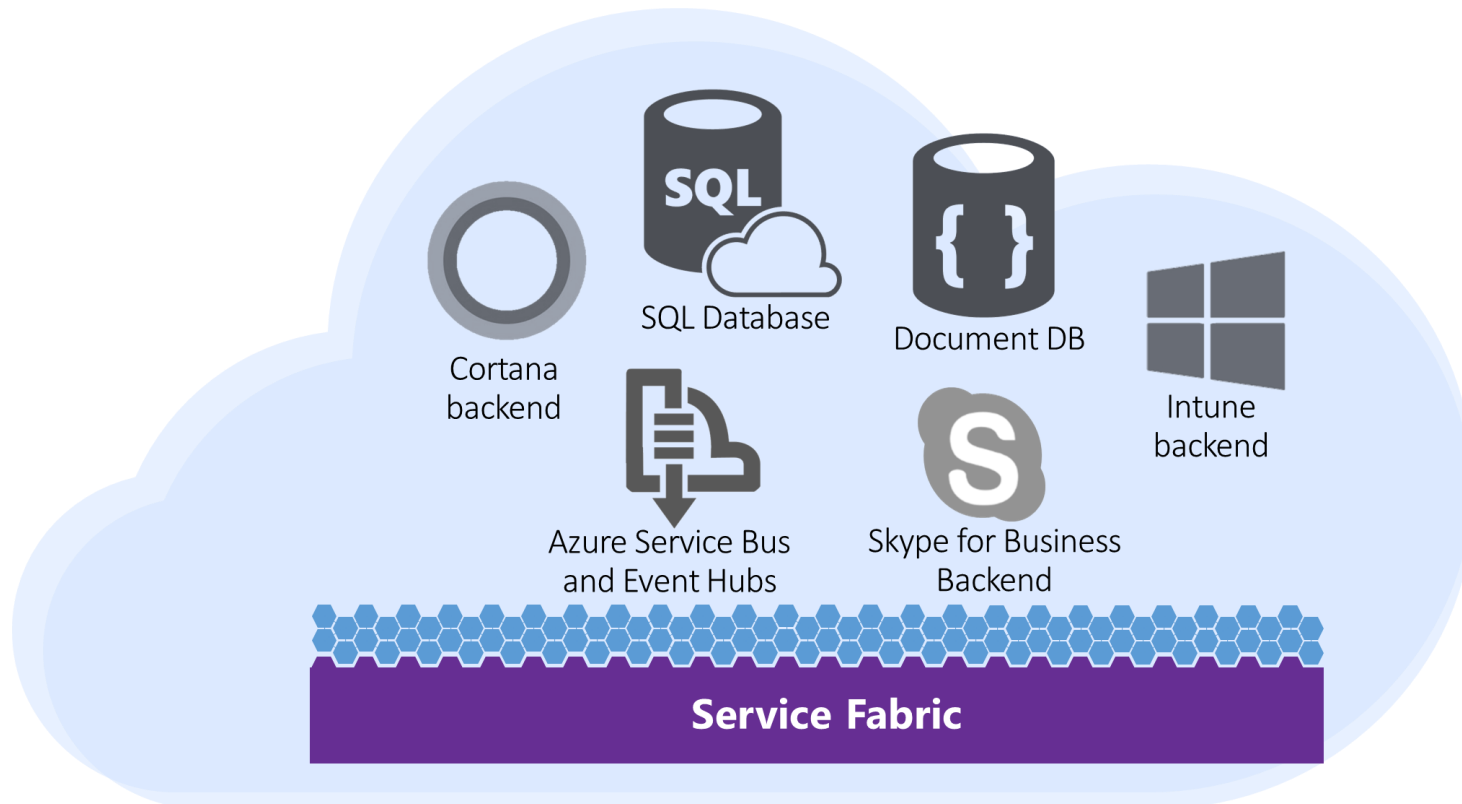 SQL
SQL Database
{ }
Document DB
Cortana
backend
Intune
backend
S
Azure Service Bus
and Event Hubs
Skype for Business
Backend
Service Fabric